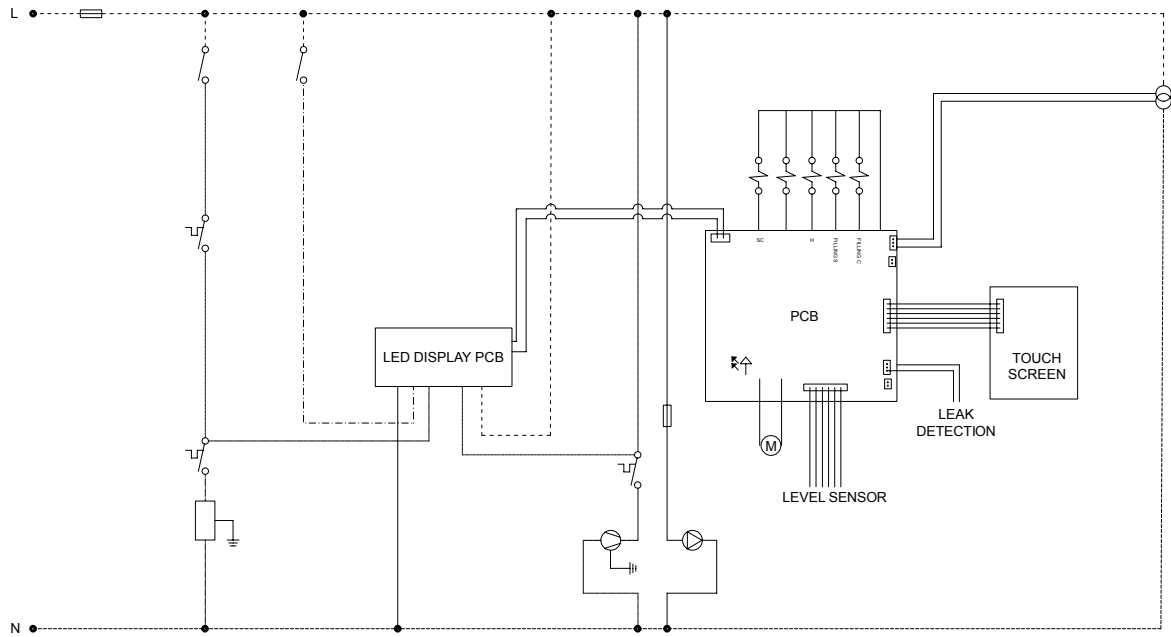 L
SC
H
FILLING S
FILLING C
PCB
LED DISPLAY PCB
TOUCH
SCREEN
LEAK
DETECTION
M
LEVEL SENSOR
N